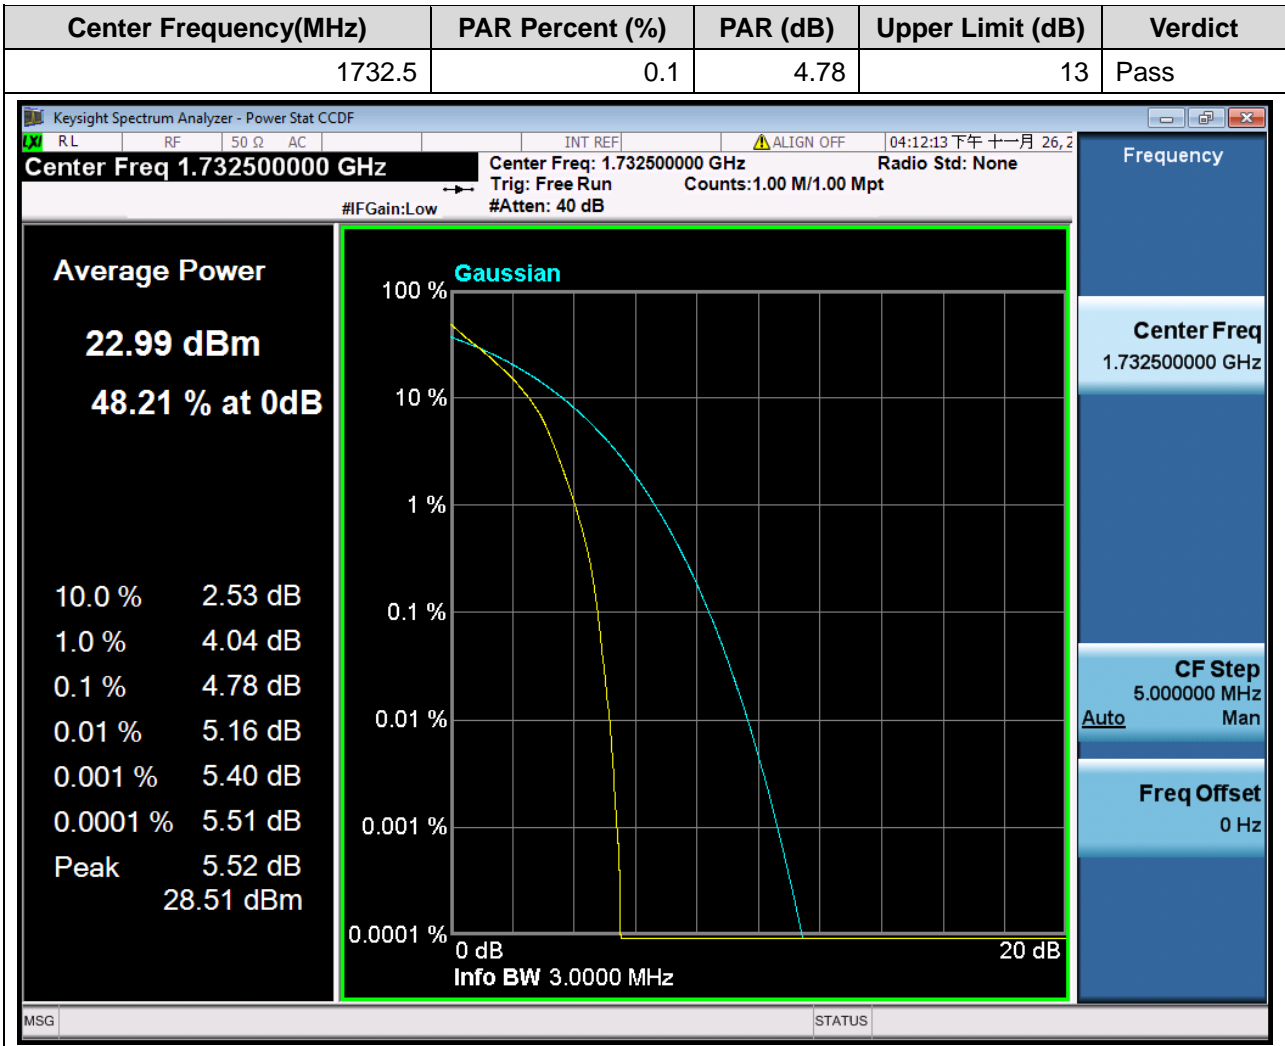 Center Frequency(MHz) PAR Percent (%) PAR (dB) Upper Limit (dB) Verdict
1732.5 0.1 4.78 13 Pass
Keysight Spectrum Analyzer - Power Stat CCDF
LXI RL RF 50 Ω AC INT REF ALIGN OFF 04:12:13 下午 十一月 26, 2
Center Freq 1.732500000 GHz
Center Freq: 1.732500000 GHz Radio Std: None
Trig: Free Run Counts:1.00 M/1.00 Mpt
#IFGain:Low #Atten: 40 dB
Average Power
22.99 dBm
48.21 % at 0dB
10.0 % 2.53 dB
1.0 % 4.04 dB
0.1 % 4.78 dB
0.01 % 5.16 dB
0.001 % 5.40 dB
0.0001 % 5.51 dB
Peak 5.52 dB
28.51 dBm
Gaussian
100 %
10 %
1 %
0.1 %
0.01 %
0.001 %
0.0001 %
0 dB 20 dB
Info BW 3.0000 MHz
Frequency
Center Freq
1.732500000 GHz
CF Step
5.000000 MHz
Auto Man
Freq Offset
0 Hz
MSG STATUS